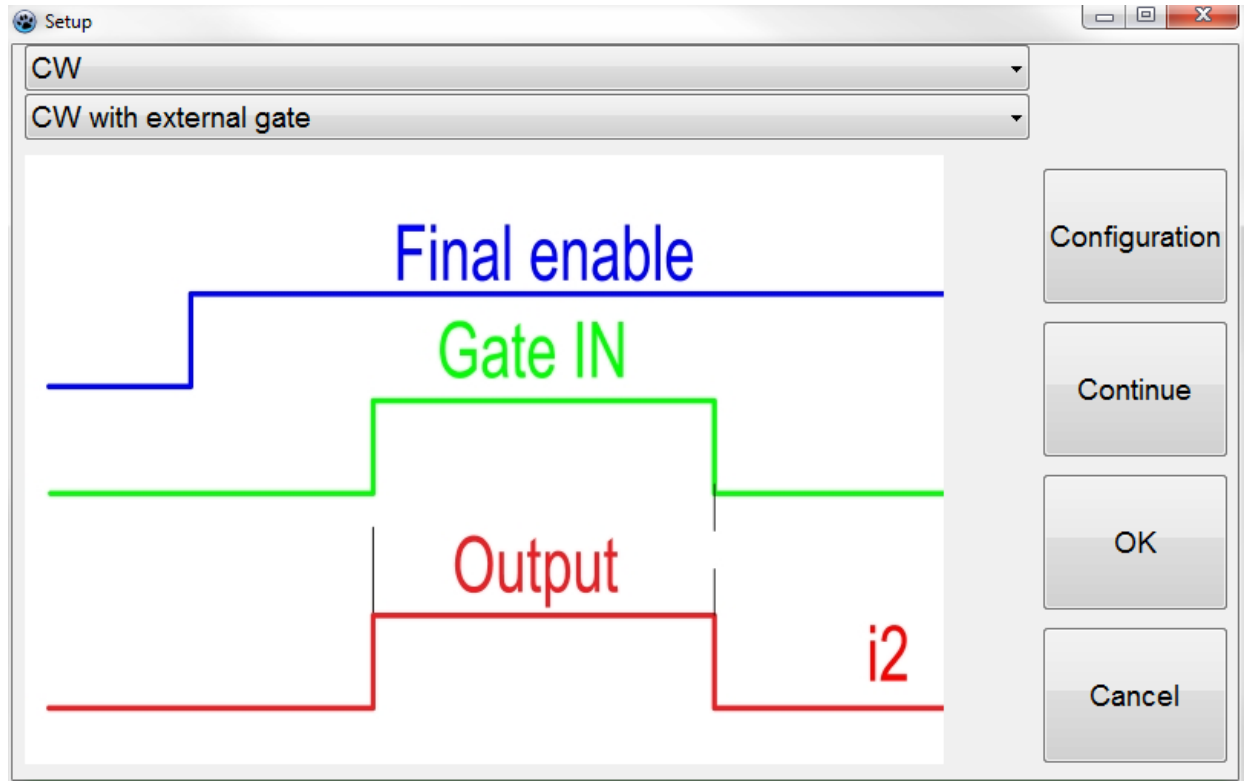 Setup
CW
CW with external gate
Final enable
Gate IN
Output
i2
Configuration
Continue
OK
Cancel